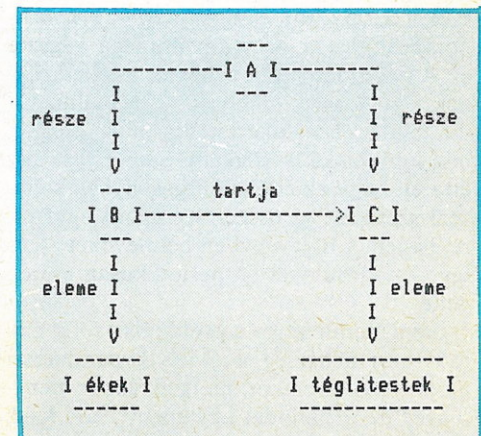 ---
----------I A I----------
I --- I
része I I része
I I
V V
--- tartja ---
I B I------------------>I C I
--- ---
I I
eleme I I eleme
I I
V V
---------- ---------------
I ékek I I téglatestek I
-------- -------------